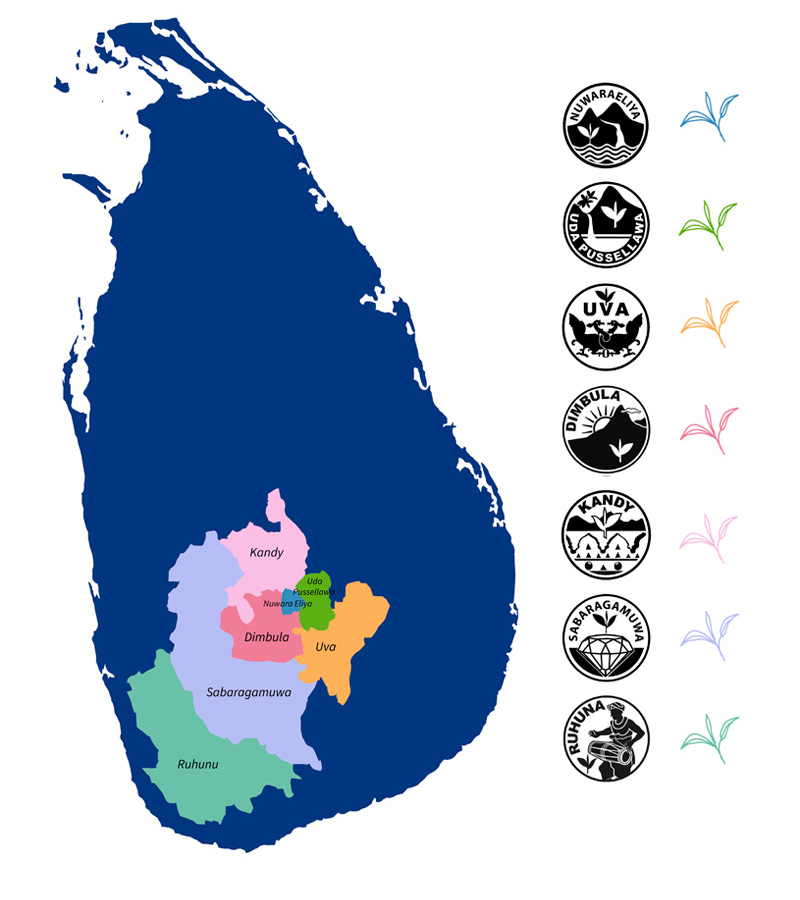 Kandy
Uda
Pussellawa
Nuwara Eliya
Dimbula
Uva
Sabaragamuwa
Ruhunu
NUWARAELIYA
UDA PUSSELLAWA
UVA
DIMBULA
KANDY
SABARAGAMUWA
RUHUNA